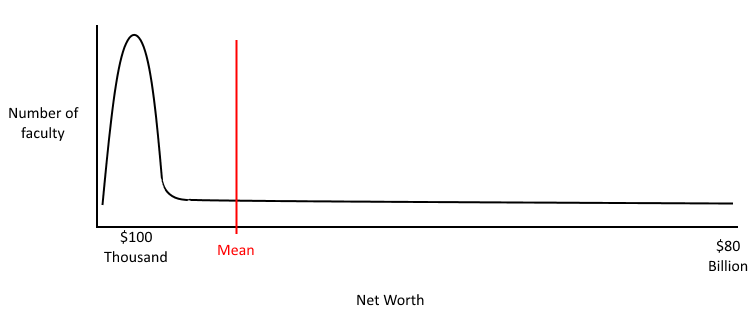 Number of
faculty
$100
Thousand
Mean
$80
Billion
Net Worth